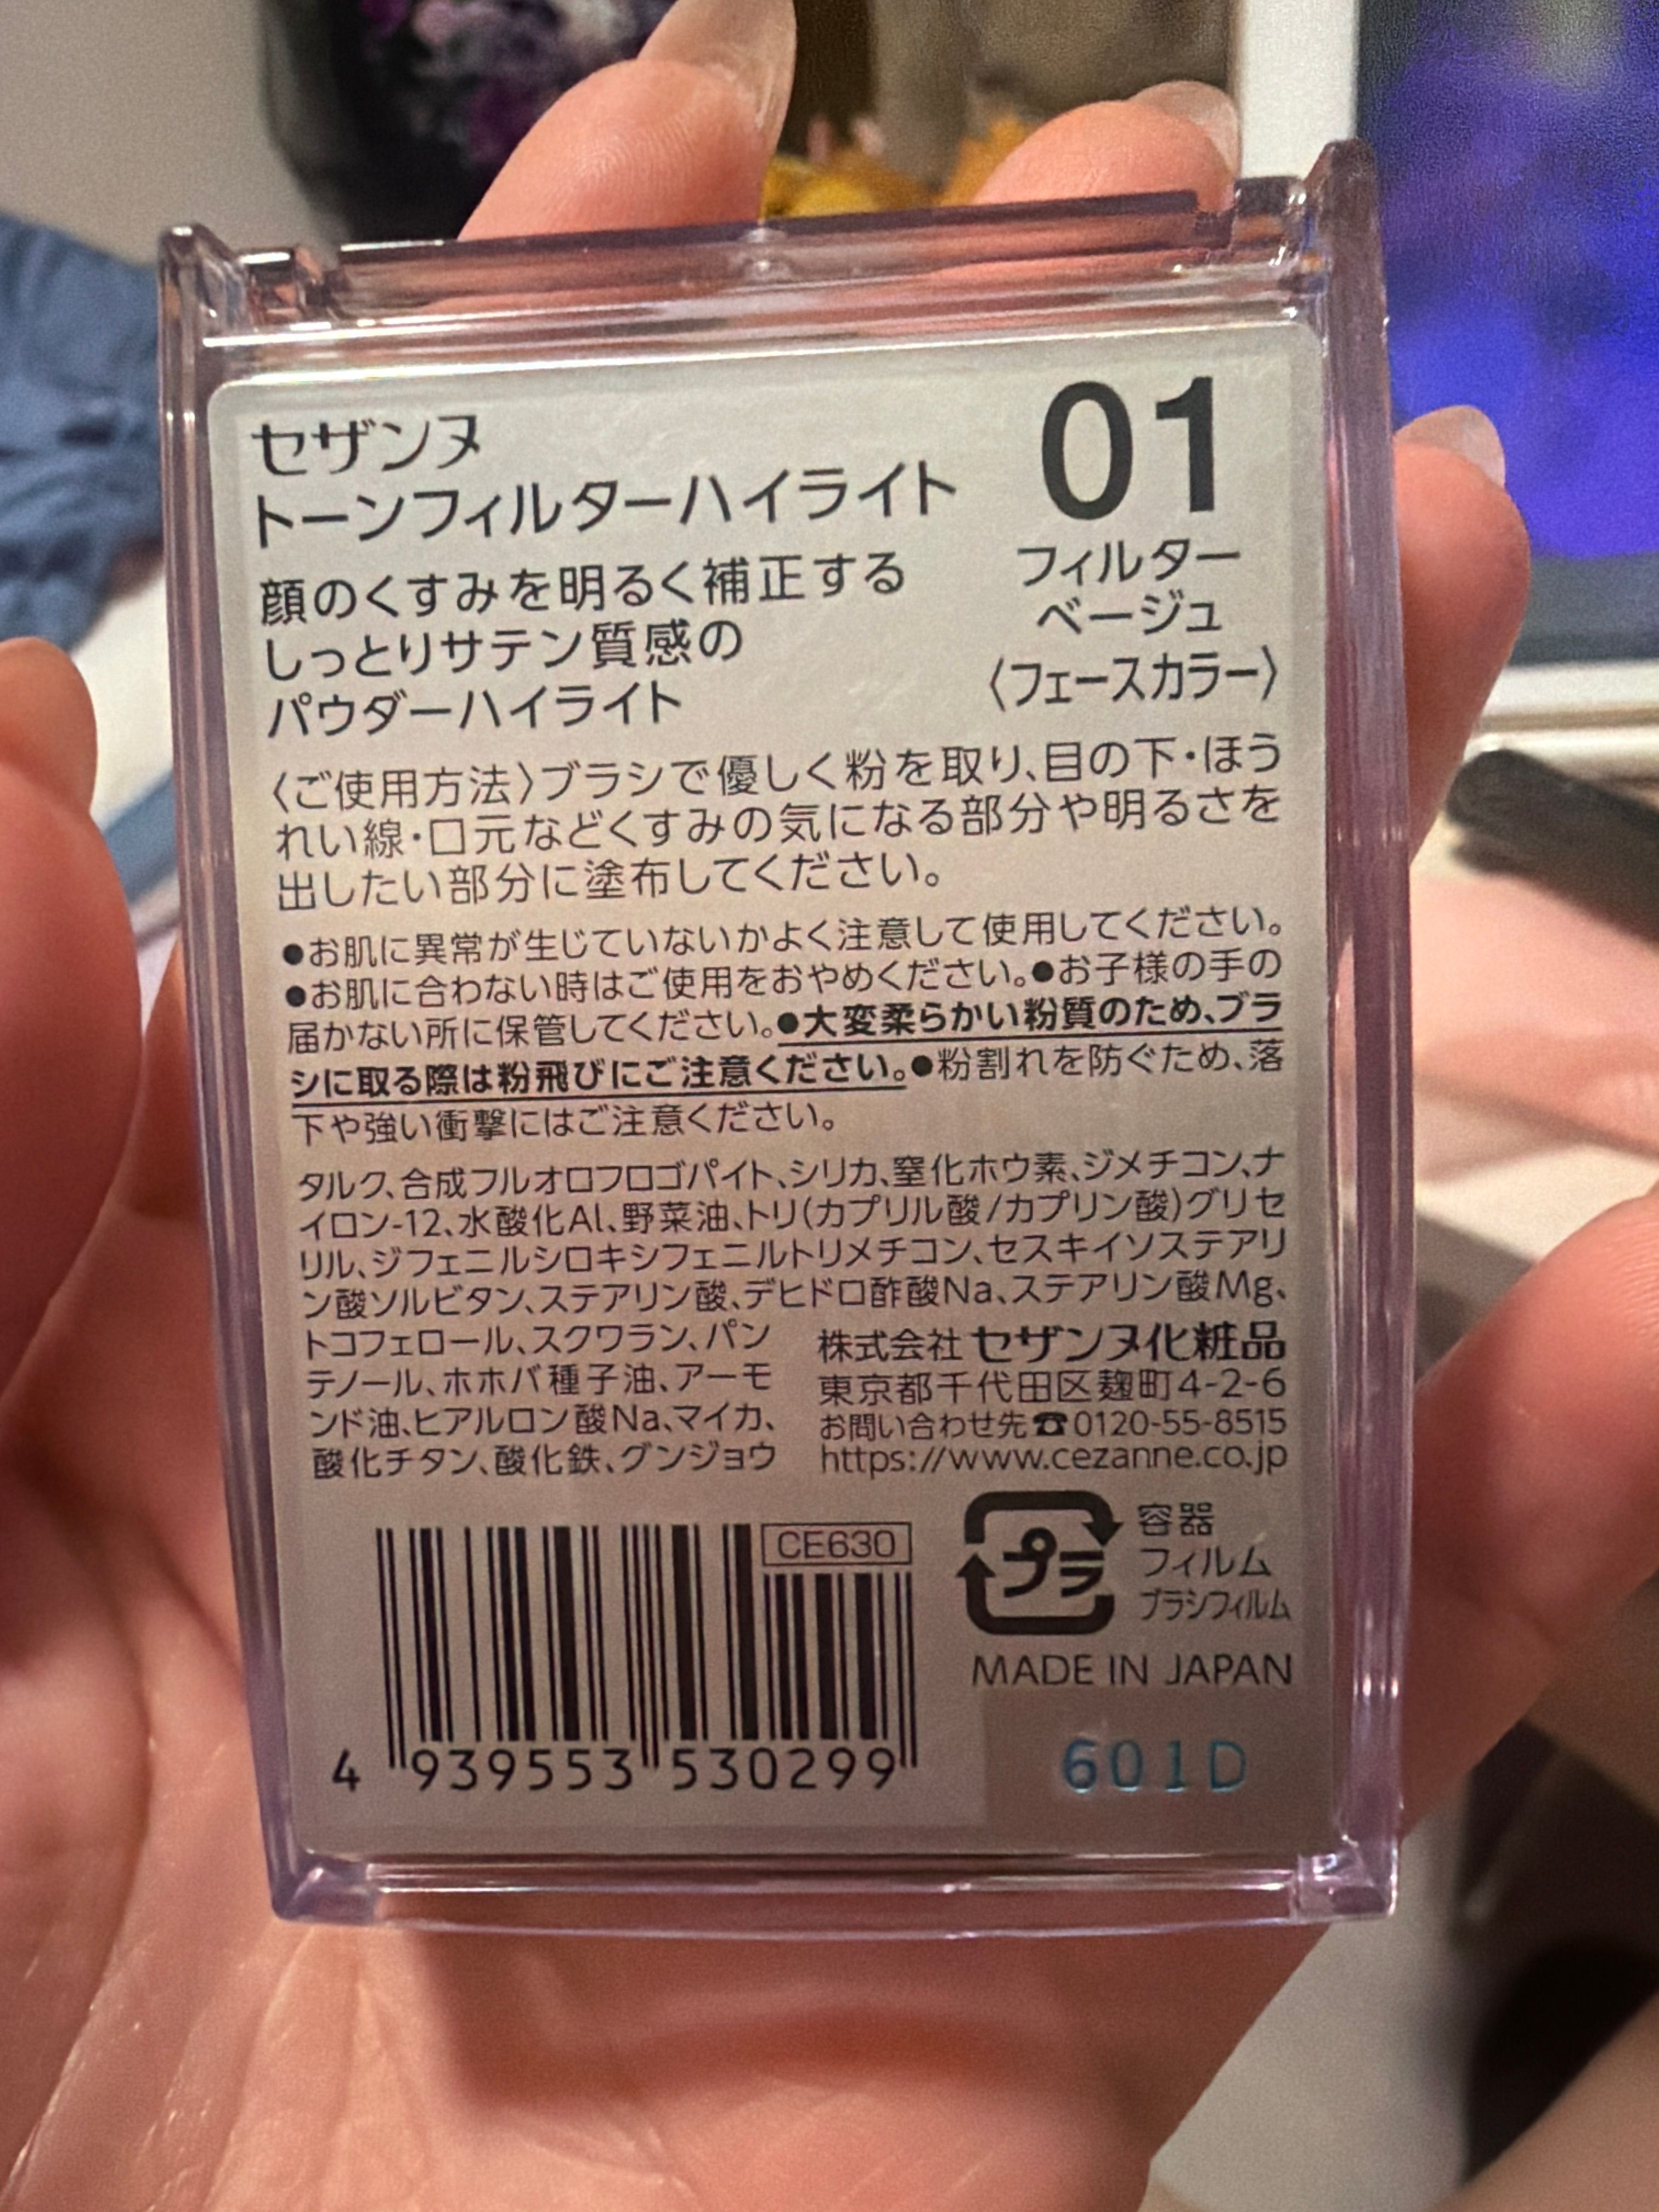 セザンヌ
トーンフィルターハイライト
01
フィルター
ベージュ
〈フェースカラー〉
顔のくすみを明るく補正する
しっとりサテン質感の
パウダーハイライト
〈ご使用方法〉ブラシで優しく粉を取り、目の下・ほう
れい線・口元などくすみの気になる部分や明るさを
出したい部分に塗布してください。
●お肌に異常が生じていないかよく注意して使用してください。
●お肌に合わない時はご使用をおやめください。●お子様の手の
届かない所に保管してください。●大変柔らかい粉質のため、ブラ
シに取る際は粉飛びにご注意ください。●粉割れを防ぐため、落
下や強い衝撃にはご注意ください。
タルク、合成フルオロフロゴパイト、シリカ、窒化ホウ素、ジメチコン、ナ
イロン-12、水酸化Al、野菜油、トリ(カプリル酸/カプリン酸)グリセ
リル、ジフェニルシロキシフェニルトリメチコン、セスキイソステアリ
ン酸ソルビタン、ステアリン酸、デヒドロ酢酸Na、ステアリン酸Mg、
トコフェロール、スクワラン、パン
テノール、ホホバ種子油、アーモ
ンド油、ヒアルロン酸Na、マイカ、
酸化チタン、酸化鉄、グンジョウ
株式会社 セザンヌ化粧品
東京都千代田区麹町4-2-6
お問い合わせ先☎0120-55-8515
https://www.cezanne.co.jp
CE630
4 939553 530299
プラ
容器
フィルム
ブラシフィルム
MADE IN JAPAN
601D